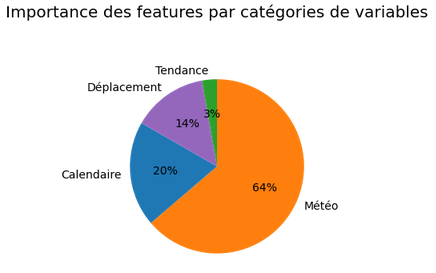 Importance des features par catégories de variables
Tendance
Déplacement
3%
14%
Calendaire
20%
64%
Météo